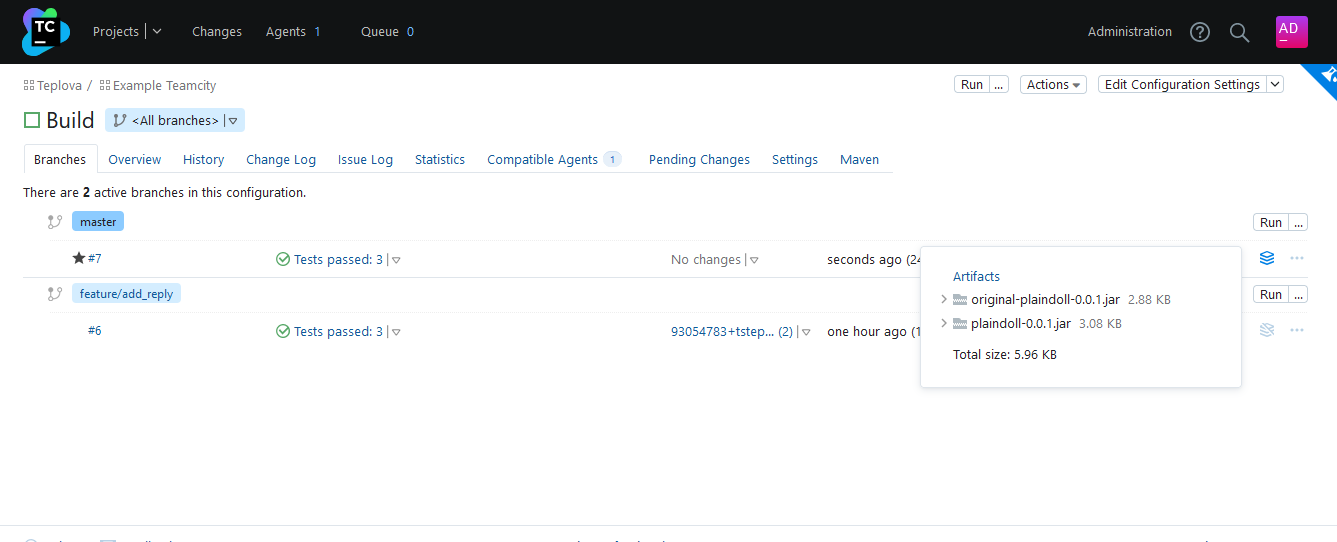 TC Projects Changes Agents 1 Queue 0 Administration ? AD
Teplova / Example Teamcity Run ... Actions Edit Configuration Settings
Build <All branches>
Branches Overview History Change Log Issue Log Statistics Compatible Agents 1 Pending Changes Settings Maven
There are 2 active branches in this configuration.
master Run ...
#7 Tests passed: 3 No changes seconds ago (24
feature/add_reply Run ...
#6 Tests passed: 3 93054783+tstep... (2) one hour ago (1
Artifacts
original-plaindoll-0.0.1.jar 2.88 KB
plaindoll-0.0.1.jar 3.08 KB
Total size: 5.96 KB